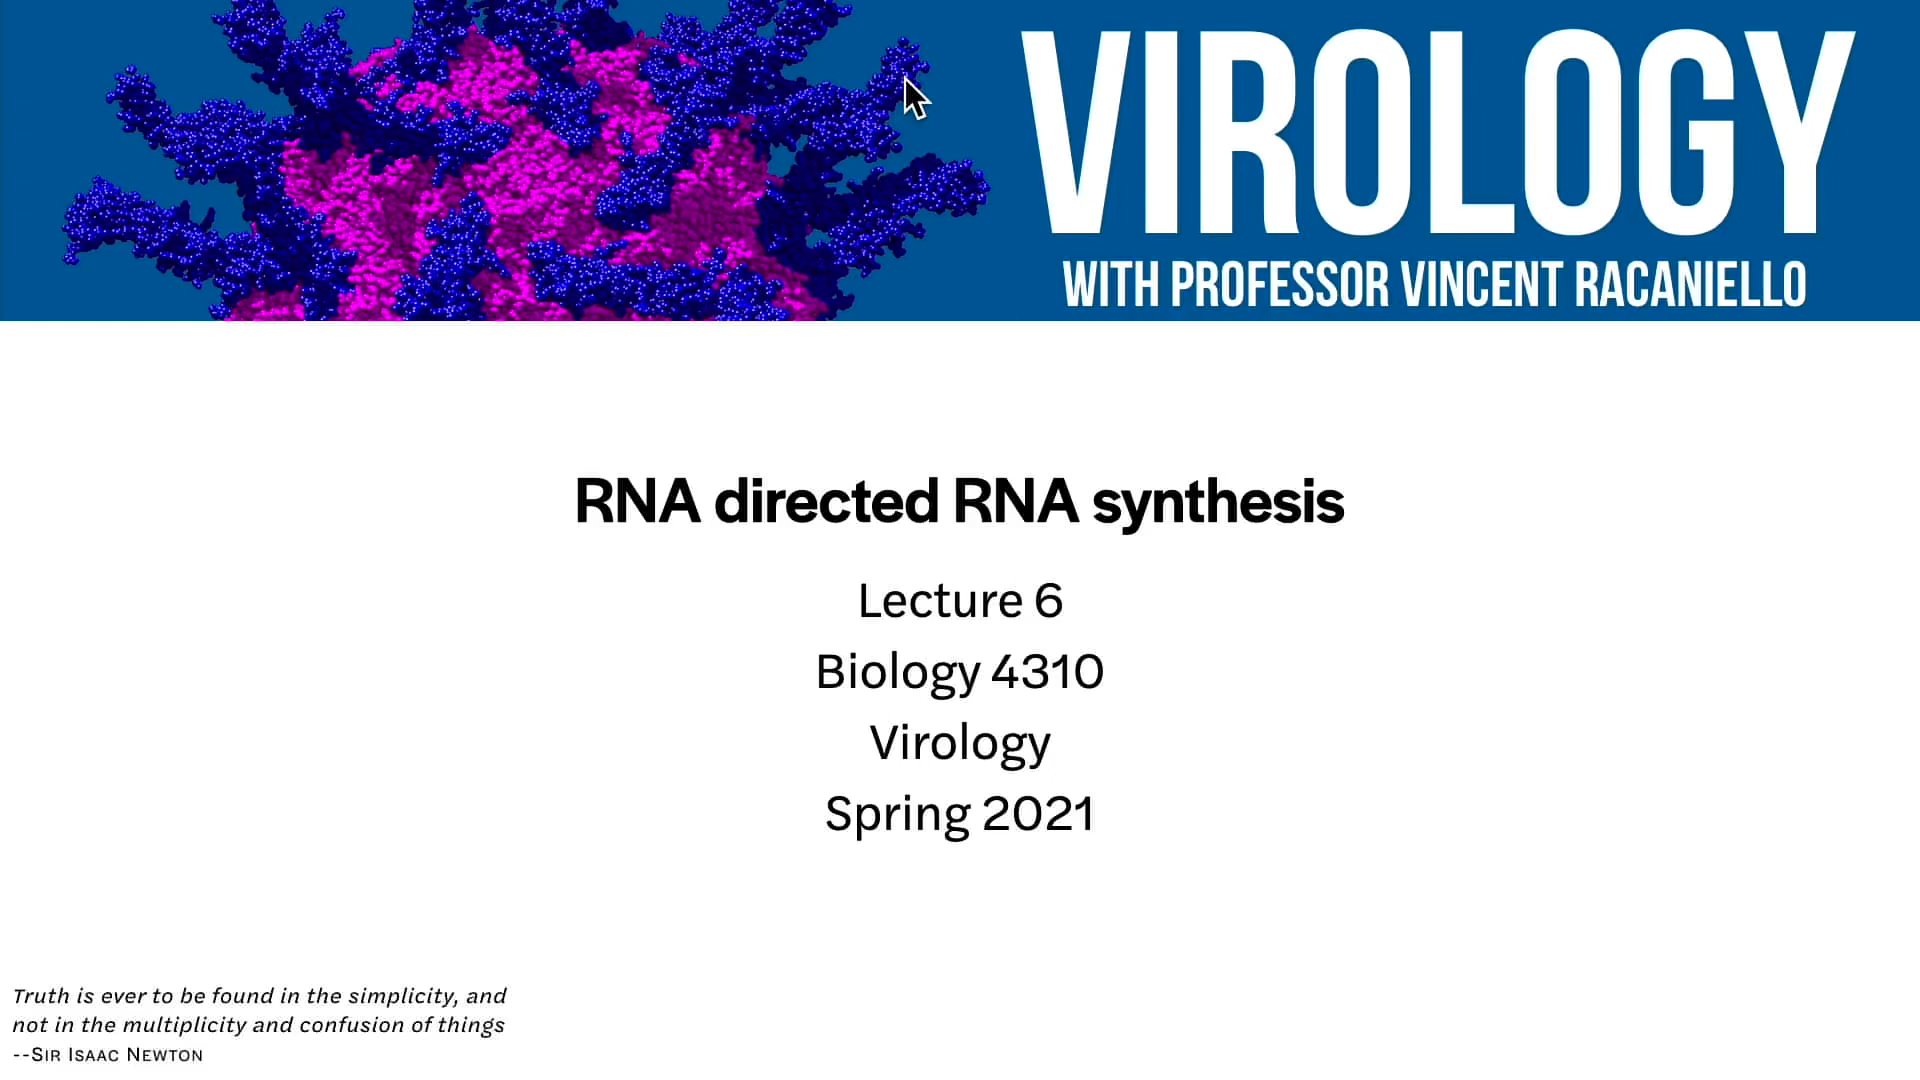 VIROLOGY
WITH PROFESSOR VINCENT RACANIELLO
RNA directed RNA synthesis
Lecture 6
Biology 4310
Virology
Spring 2021
Truth is ever to be found in the simplicity, and
not in the multiplicity and confusion of things
--SIR ISAAC NEWTON